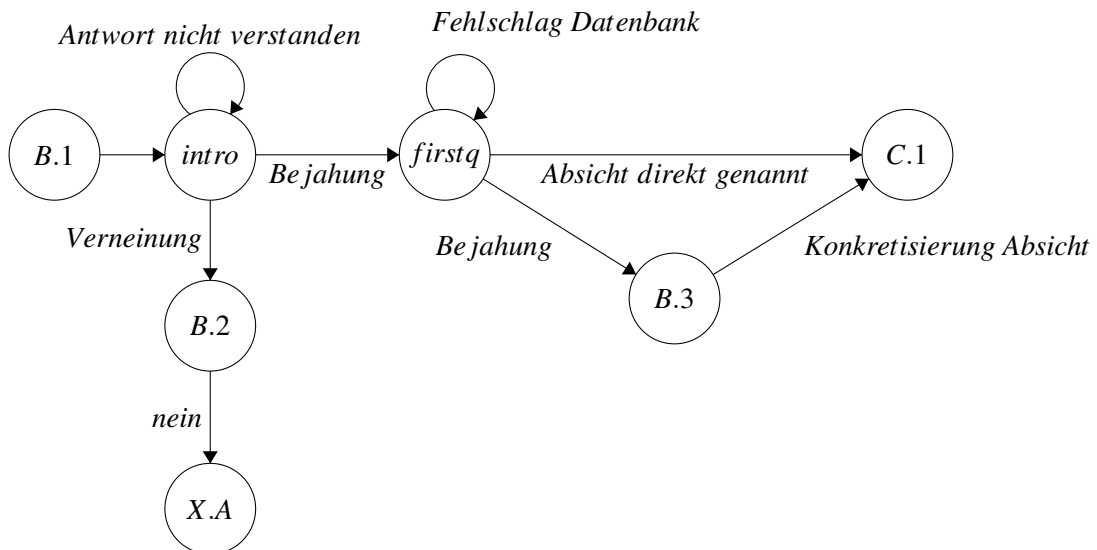 Fehlschlag Datenbank
Antwort nicht verstanden
B.1
intro
firstq
C.1
Bejahung
Absicht direkt genannt
Verneinung
Bejahung
Konkretisierung Absicht
B.3
B.2
nein
X.A